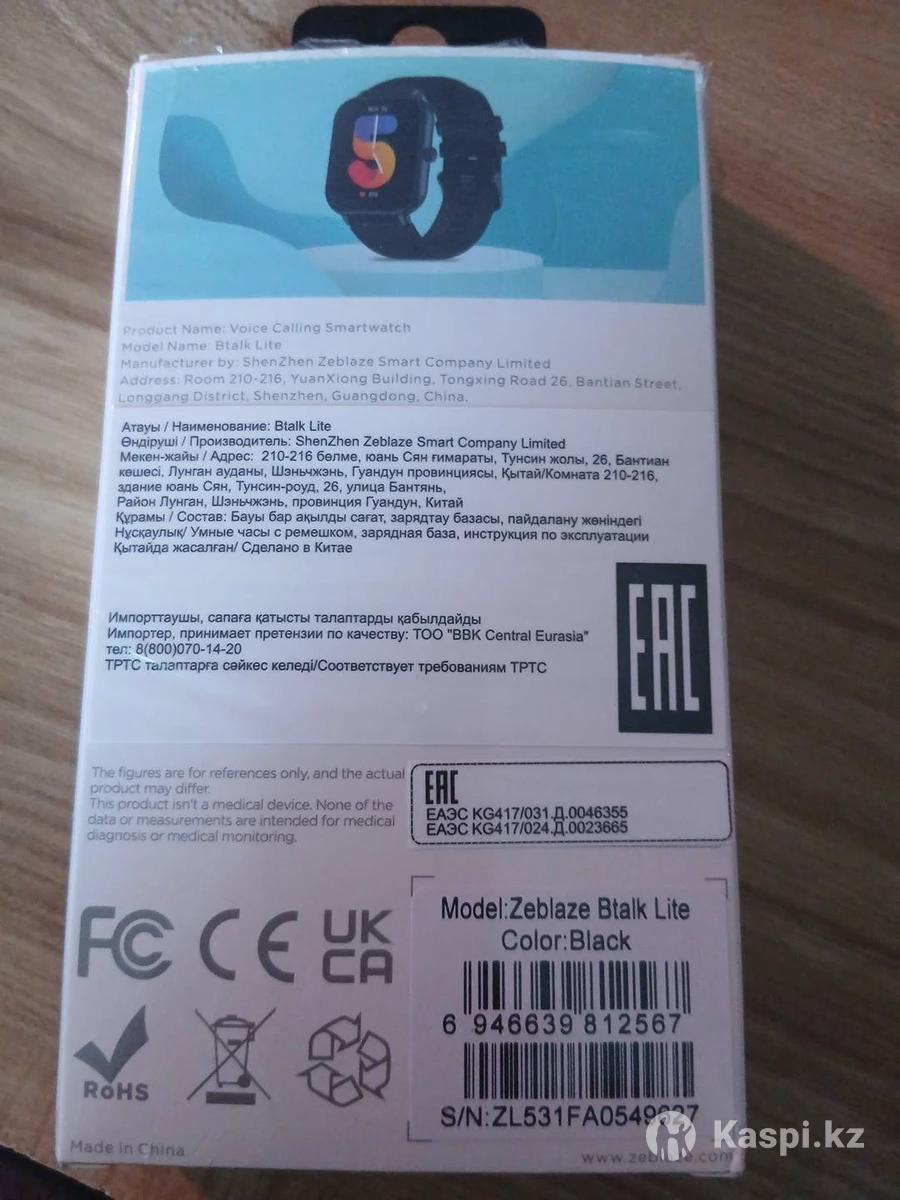 Product Name: Voice Calling Smartwatch
Model Name: Btalk Lite
Manufacturer by: ShenZhen Zeblaze Smart Company Limited
Address: Room 210-216, YuanXiong Building, Tongxing Road 26, Bantian Street,
Longgang District, Shenzhen, Guangdong, China.
Атауы / Наименование: Btalk Lite
Өндіруші / Производитель: ShenZhen Zeblaze Smart Company Limited
Мекен-жайы / Адрес: 210-216 бөлме, юань Сян ғимараты, Тунсин жолы, 26, Бантиан
көшесі, Лунган ауданы, Шэньчжэнь, Гуандун провинциясы, Қытай/Комната 210-216,
здание юань Сян, Тунсин-роуд, 26, улица Бантянь,
Район Лунган, Шэньчжэнь, провинция Гуандун, Китай
Құрамы / Состав: Бауы бар ақылды сағат, зарядтау базасы, пайдалану жөніндегі
Нұсқаулық/ Умные часы с ремешком, зарядная база, инструкция по эксплуатации
Қытайда жасалған/ Сделано в Китае
Импорттаушы, сапаға қатысты талаптарды қабылдайды
Импортер, принимает претензии по качеству: ТОО "BBK Central Eurasia"
тел: 8(800)070-14-20
ТРТС талаптарға сәйкес келеді/Соответствует требованиям ТРТС
EAC
The figures are for references only, and the actual
product may differ.
This product isn't a medical device. None of the
data or measurements are intended for medical
diagnosis or medical monitoring.
EAC
ЕАЭС KG417/031.Д.0046355
ЕАЭС KG417/024.Д.0023665
FC CE UK
CA
Model:Zeblaze Btalk Lite
Color:Black
6 946639 812567
RoHS
Made in China
Kaspi.kz